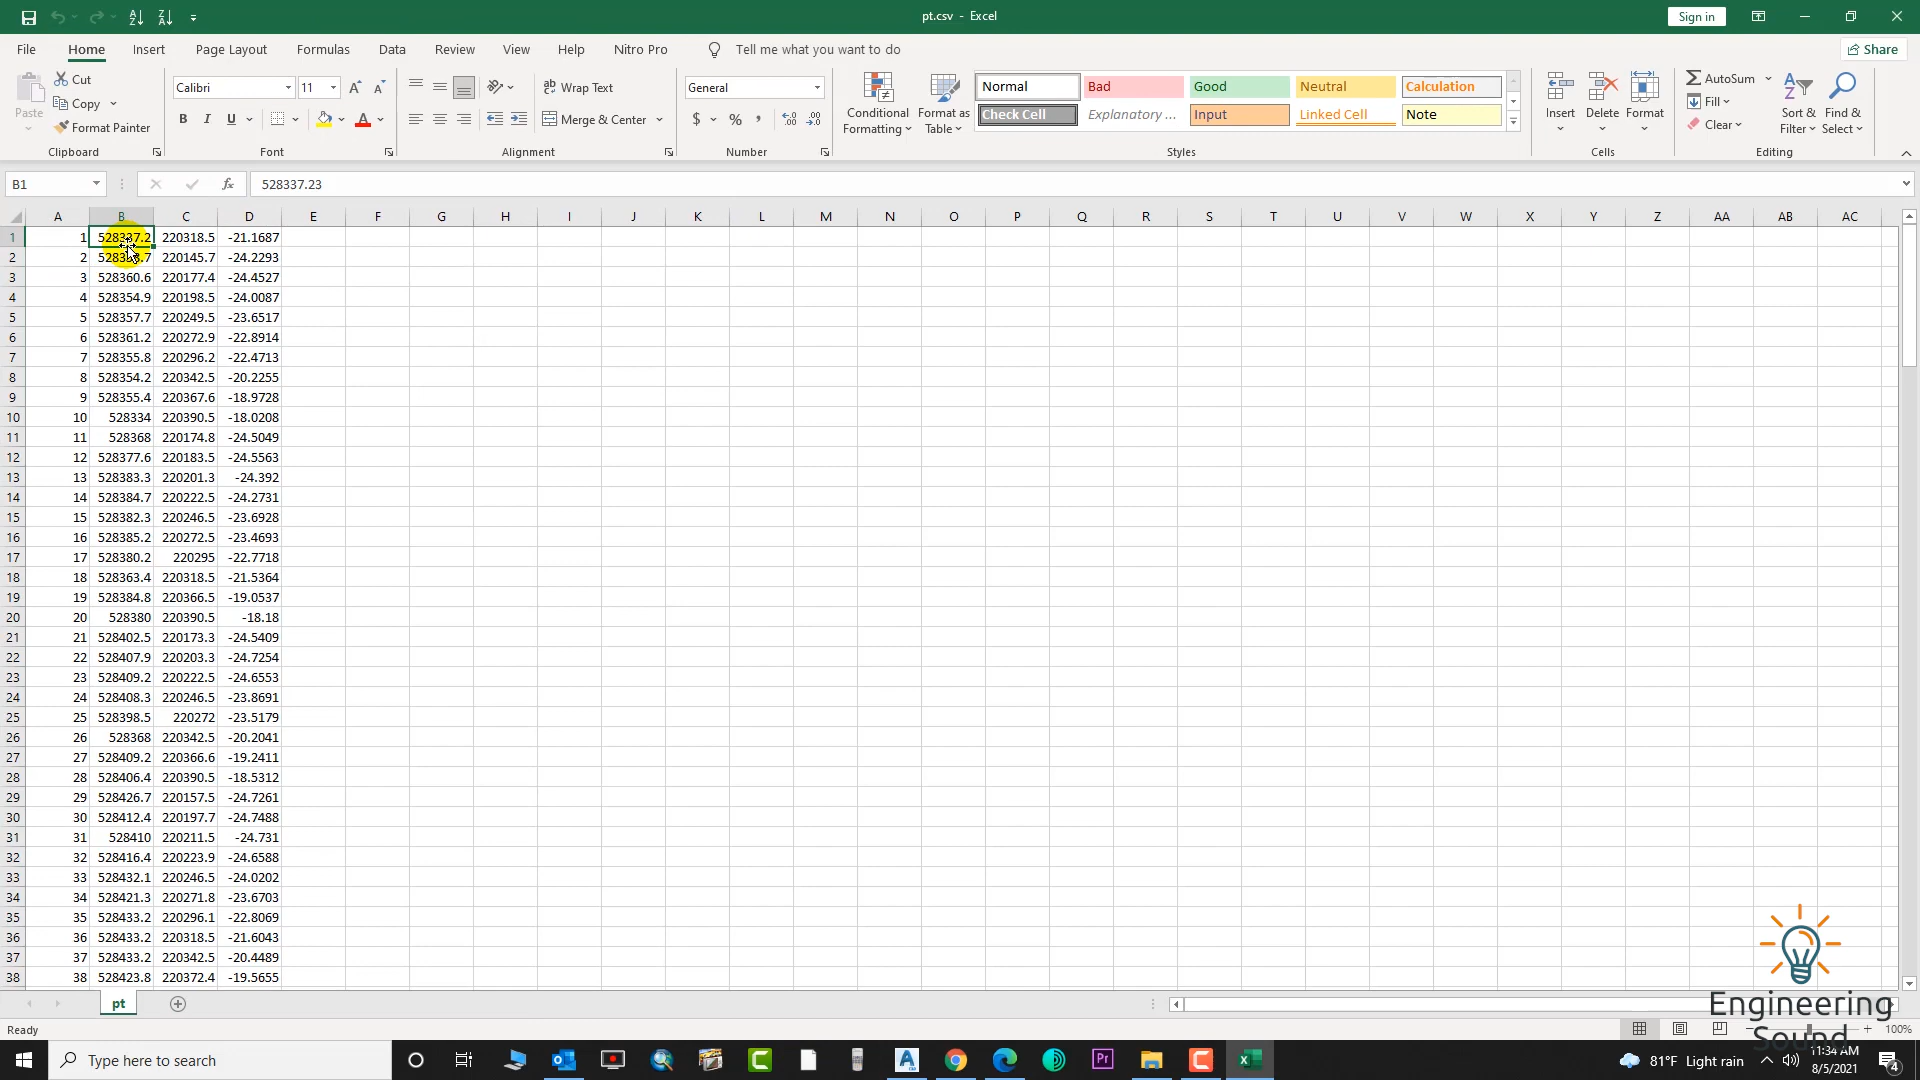 pt.csv - Excel
Sign in
File Home Insert Page Layout Formulas Data Review View Help Nitro Pro Tell me what you want to do Share
Paste
Cut
Copy
Format Painter
Clipboard
Calibri 11
B I U
Font
Wrap Text
Merge & Center
Alignment
General
$ % ,
Number
Conditional Formatting
Format as Table
Normal Bad Good Neutral Calculation
Check Cell Explanatory ... Input Linked Cell Note
Styles
Insert Delete Format
Cells
AutoSum
Fill
Clear
Sort & Filter
Find & Select
Editing
B1 fx 528337.23
A B C D E F G H I J K L M N O P Q R S T U V W X Y Z AA AB AC
1 1 528337.2 220318.5 -21.1687
2 2 220145.7 -24.2293
3 3 528360.6 220177.4 -24.4527
4 4 528354.9 220198.5 -24.0087
5 5 528357.7 220249.5 -23.6517
6 6 528361.2 220272.9 -22.8914
7 7 528355.8 220296.2 -22.4713
8 8 528354.2 220342.5 -20.2255
9 9 528355.4 220367.6 -18.9728
10 10 528334 220390.5 -18.0208
11 11 528368 220174.8 -24.5049
12 12 528377.6 220183.5 -24.5563
13 13 528383.3 220201.3 -24.392
14 14 528384.7 220222.5 -24.2731
15 15 528382.3 220246.5 -23.6928
16 16 528385.2 220272.5 -23.4693
17 17 528380.2 220295 -22.7718
18 18 528363.4 220318.5 -21.5364
19 19 528384.8 220366.5 -19.0537
20 20 528380 220390.5 -18.18
21 21 528402.5 220173.3 -24.5409
22 22 528407.9 220203.3 -24.7254
23 23 528409.2 220222.5 -24.6553
24 24 528408.3 220246.5 -23.8691
25 25 528398.5 220272 -23.5179
26 26 528368 220342.5 -20.2041
27 27 528409.2 220366.6 -19.2411
28 28 528406.4 220390.5 -18.5312
29 29 528426.7 220157.5 -24.7261
30 30 528412.4 220197.7 -24.7488
31 31 528410 220211.5 -24.731
32 32 528416.4 220223.9 -24.6588
33 33 528432.1 220246.5 -24.0202
34 34 528421.3 220271.8 -23.6703
35 35 528433.2 220296.1 -22.8069
36 36 528433.2 220318.5 -21.6043
37 37 528433.2 220342.5 -20.4489
38 38 528423.8 220372.4 -19.5655
pt
Engineering
Sound
Ready
100%
Type here to search
81°F Light rain
11:34 AM
8/5/2021
4